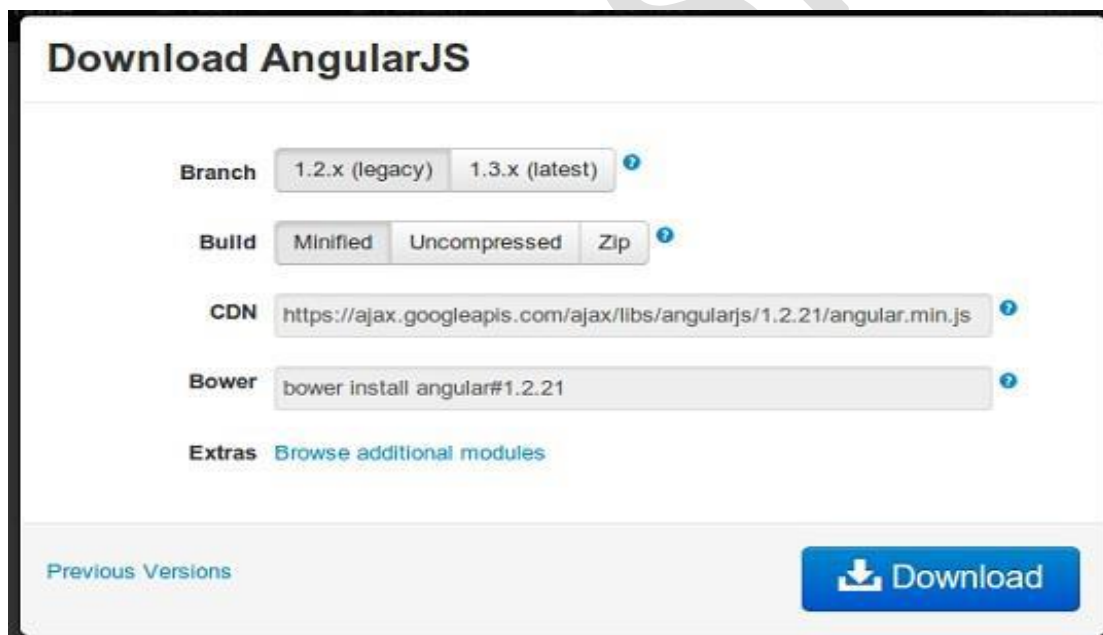 Download AngularJS
Branch 1.2.x (legacy) 1.3.x (latest) ?
Build Minified Uncompressed Zip ?
CDN https://ajax.googleapis.com/ajax/libs/angularjs/1.2.21/angular.min.js ?
Bower bower install angular#1.2.21 ?
Extras Browse additional modules
Previous Versions Download